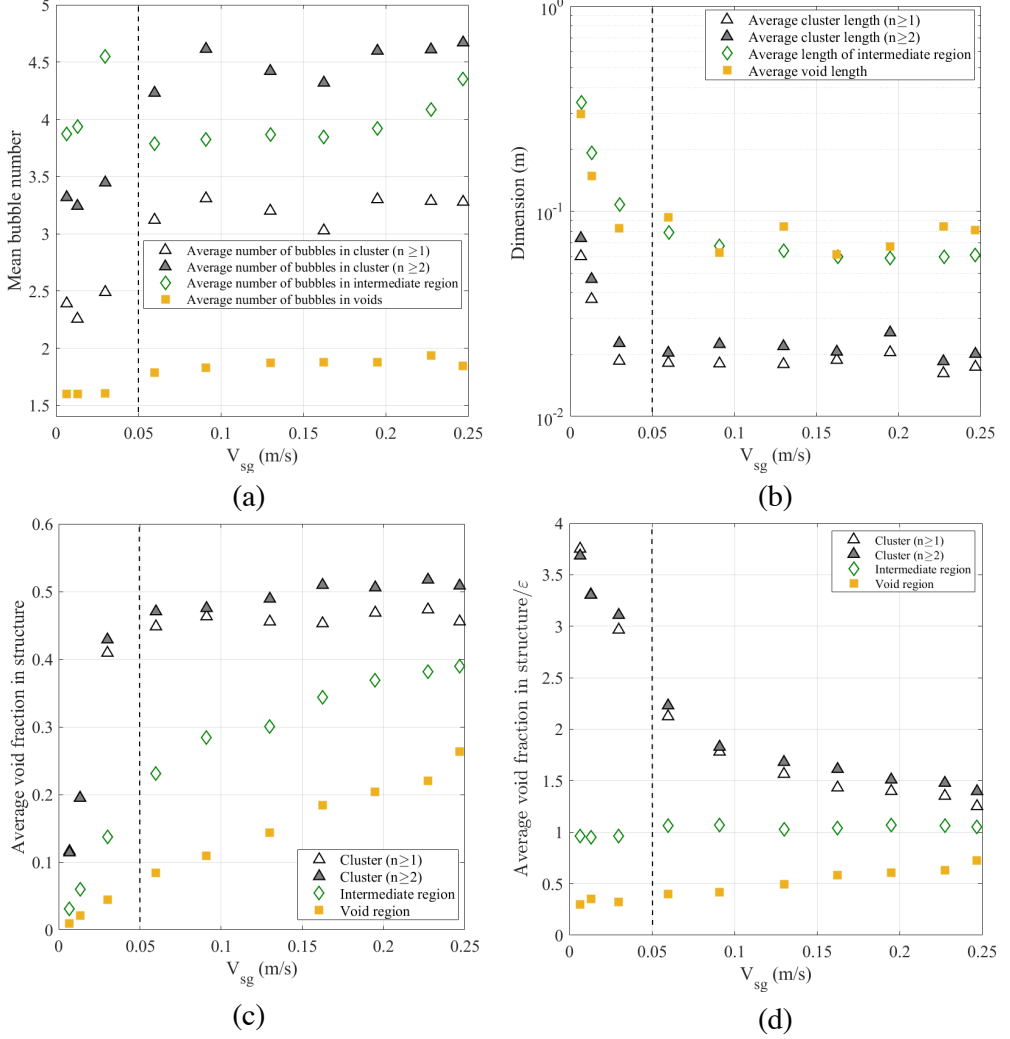 5
4.5
4
3.5
3
2.5
2
1.5
Mean bubble number
Average number of bubbles in cluster (n≥1)
Average number of bubbles in cluster (n ≥2)
Average number of bubbles in intermediate region
Average number of bubbles in voids
0 0.05 0.1 0.15 0.2 0.25
V_sg (m/s)
(a)
10^0
10^-1
10^-2
Dimension (m)
Average cluster length (n≥1)
Average cluster length (n≥2)
Average length of intermediate region
Average void length
0 0.05 0.1 0.15 0.2 0.25
V_sg (m/s)
(b)
0.6
0.5
0.4
0.3
0.2
0.1
0
Average void fraction in structure
Cluster (n≥1)
Cluster (n≥2)
Intermediate region
Void region
0 0.05 0.1 0.15 0.2 0.25
V_sg (m/s)
(c)
4
3.5
3
2.5
2
1.5
1
0.5
0
Average void fraction in structure/ε
Cluster (n≥1)
Cluster (n≥2)
Intermediate region
Void region
0 0.05 0.1 0.15 0.2 0.25
V_sg (m/s)
(d)